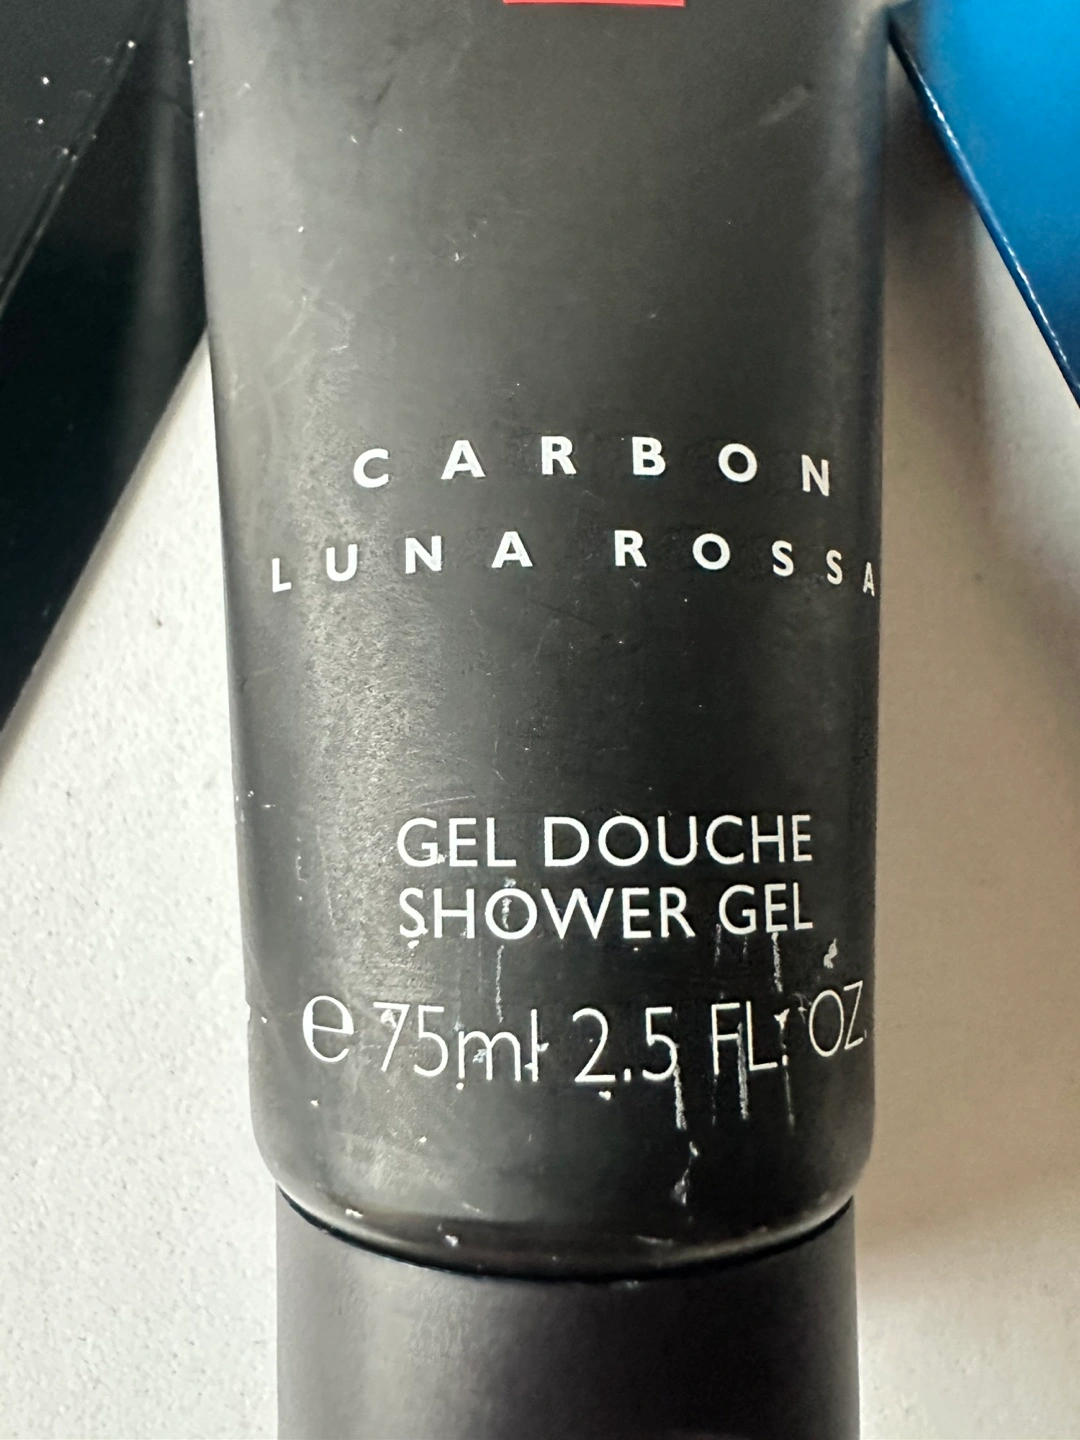 CARBON
LUNA ROSSA
GEL DOUCHE
SHOWER GEL
℮ 75ml 2.5 FL. OZ.